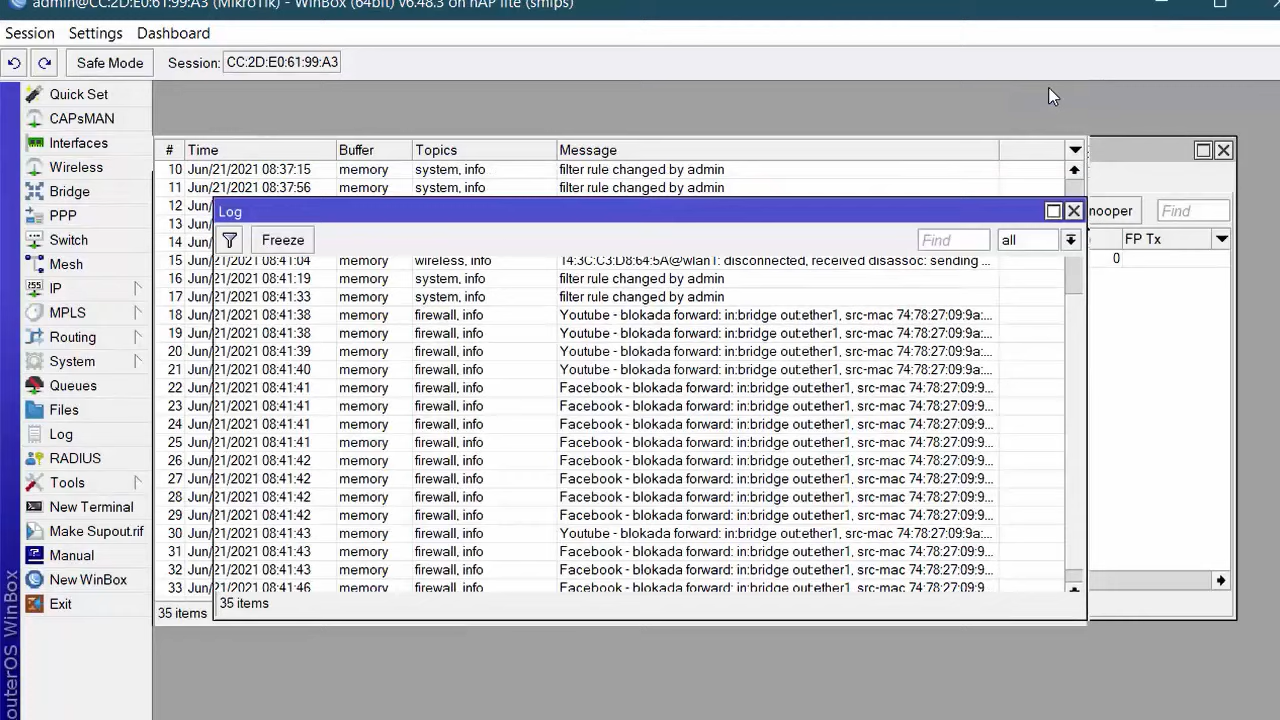 admin@CC:2D:E0:61:99:A3 (MikroTik) - WinBox (64bit) v6.48.3 on hAP lite (smips)
Session Settings Dashboard
Safe Mode Session: CC:2D:E0:61:99:A3
Quick Set
CAPsMAN
Interfaces
Wireless
Bridge
PPP
Switch
Mesh
IP
MPLS
Routing
System
Queues
Files
Log
RADIUS
Tools
New Terminal
Make Supout.rif
Manual
New WinBox
Exit
outerOS WinBox
# Time Buffer Topics Message
10 Jun/21/2021 08:37:15 memory system, info filter rule changed by admin
11 Jun/21/2021 08:37:56 memory system, info filter rule changed by admin
12 Jun/
13 Jun/
14 Jun/
Log
Freeze Find all
15 Jun/21/2021 08:41:04 memory wireless, info 14:3C:C3:D8:64:5A@wlan1: disconnected, received disassoc: sending ...
16 Jun/21/2021 08:41:19 memory system, info filter rule changed by admin
17 Jun/21/2021 08:41:33 memory system, info filter rule changed by admin
18 Jun/21/2021 08:41:38 memory firewall, info Youtube - blokada forward: in:bridge out:ether1, src-mac 74:78:27:09:9a:...
19 Jun/21/2021 08:41:38 memory firewall, info Youtube - blokada forward: in:bridge out:ether1, src-mac 74:78:27:09:9a:...
20 Jun/21/2021 08:41:39 memory firewall, info Youtube - blokada forward: in:bridge out:ether1, src-mac 74:78:27:09:9a:...
21 Jun/21/2021 08:41:40 memory firewall, info Youtube - blokada forward: in:bridge out:ether1, src-mac 74:78:27:09:9a:...
22 Jun/21/2021 08:41:41 memory firewall, info Facebook - blokada forward: in:bridge out:ether1, src-mac 74:78:27:09:9...
23 Jun/21/2021 08:41:41 memory firewall, info Facebook - blokada forward: in:bridge out:ether1, src-mac 74:78:27:09:9...
24 Jun/21/2021 08:41:41 memory firewall, info Facebook - blokada forward: in:bridge out:ether1, src-mac 74:78:27:09:9...
25 Jun/21/2021 08:41:41 memory firewall, info Facebook - blokada forward: in:bridge out:ether1, src-mac 74:78:27:09:9...
26 Jun/21/2021 08:41:42 memory firewall, info Facebook - blokada forward: in:bridge out:ether1, src-mac 74:78:27:09:9...
27 Jun/21/2021 08:41:42 memory firewall, info Facebook - blokada forward: in:bridge out:ether1, src-mac 74:78:27:09:9...
28 Jun/21/2021 08:41:42 memory firewall, info Facebook - blokada forward: in:bridge out:ether1, src-mac 74:78:27:09:9...
29 Jun/21/2021 08:41:42 memory firewall, info Facebook - blokada forward: in:bridge out:ether1, src-mac 74:78:27:09:9...
30 Jun/21/2021 08:41:43 memory firewall, info Youtube - blokada forward: in:bridge out:ether1, src-mac 74:78:27:09:9a:...
31 Jun/21/2021 08:41:43 memory firewall, info Facebook - blokada forward: in:bridge out:ether1, src-mac 74:78:27:09:9...
32 Jun/21/2021 08:41:43 memory firewall, info Facebook - blokada forward: in:bridge out:ether1, src-mac 74:78:27:09:9...
33 Jun/21/2021 08:41:46 memory firewall, info Facebook - blokada forward: in:bridge out:ether1, src-mac 74:78:27:09:9...
35 items
35 items
nooper Find
FP Tx
0